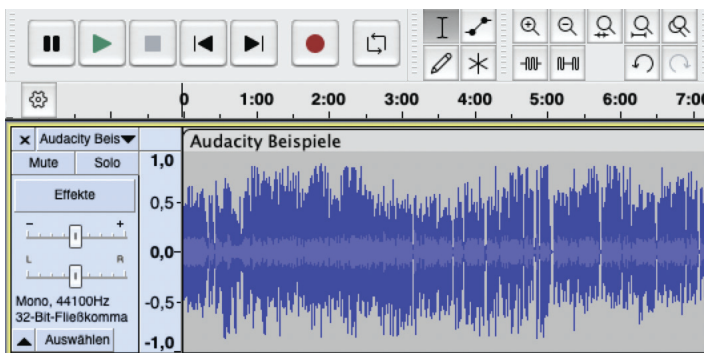 0 1:00 2:00 3:00 4:00 5:00 6:00 7:0
× Audacity Beis Audacity Beispiele
Mute Solo 1,0
Effekte
0,5
- +
0,0
L R
Mono, 44100Hz
-0,5
32-Bit-Fließkomma
Auswählen -1,0